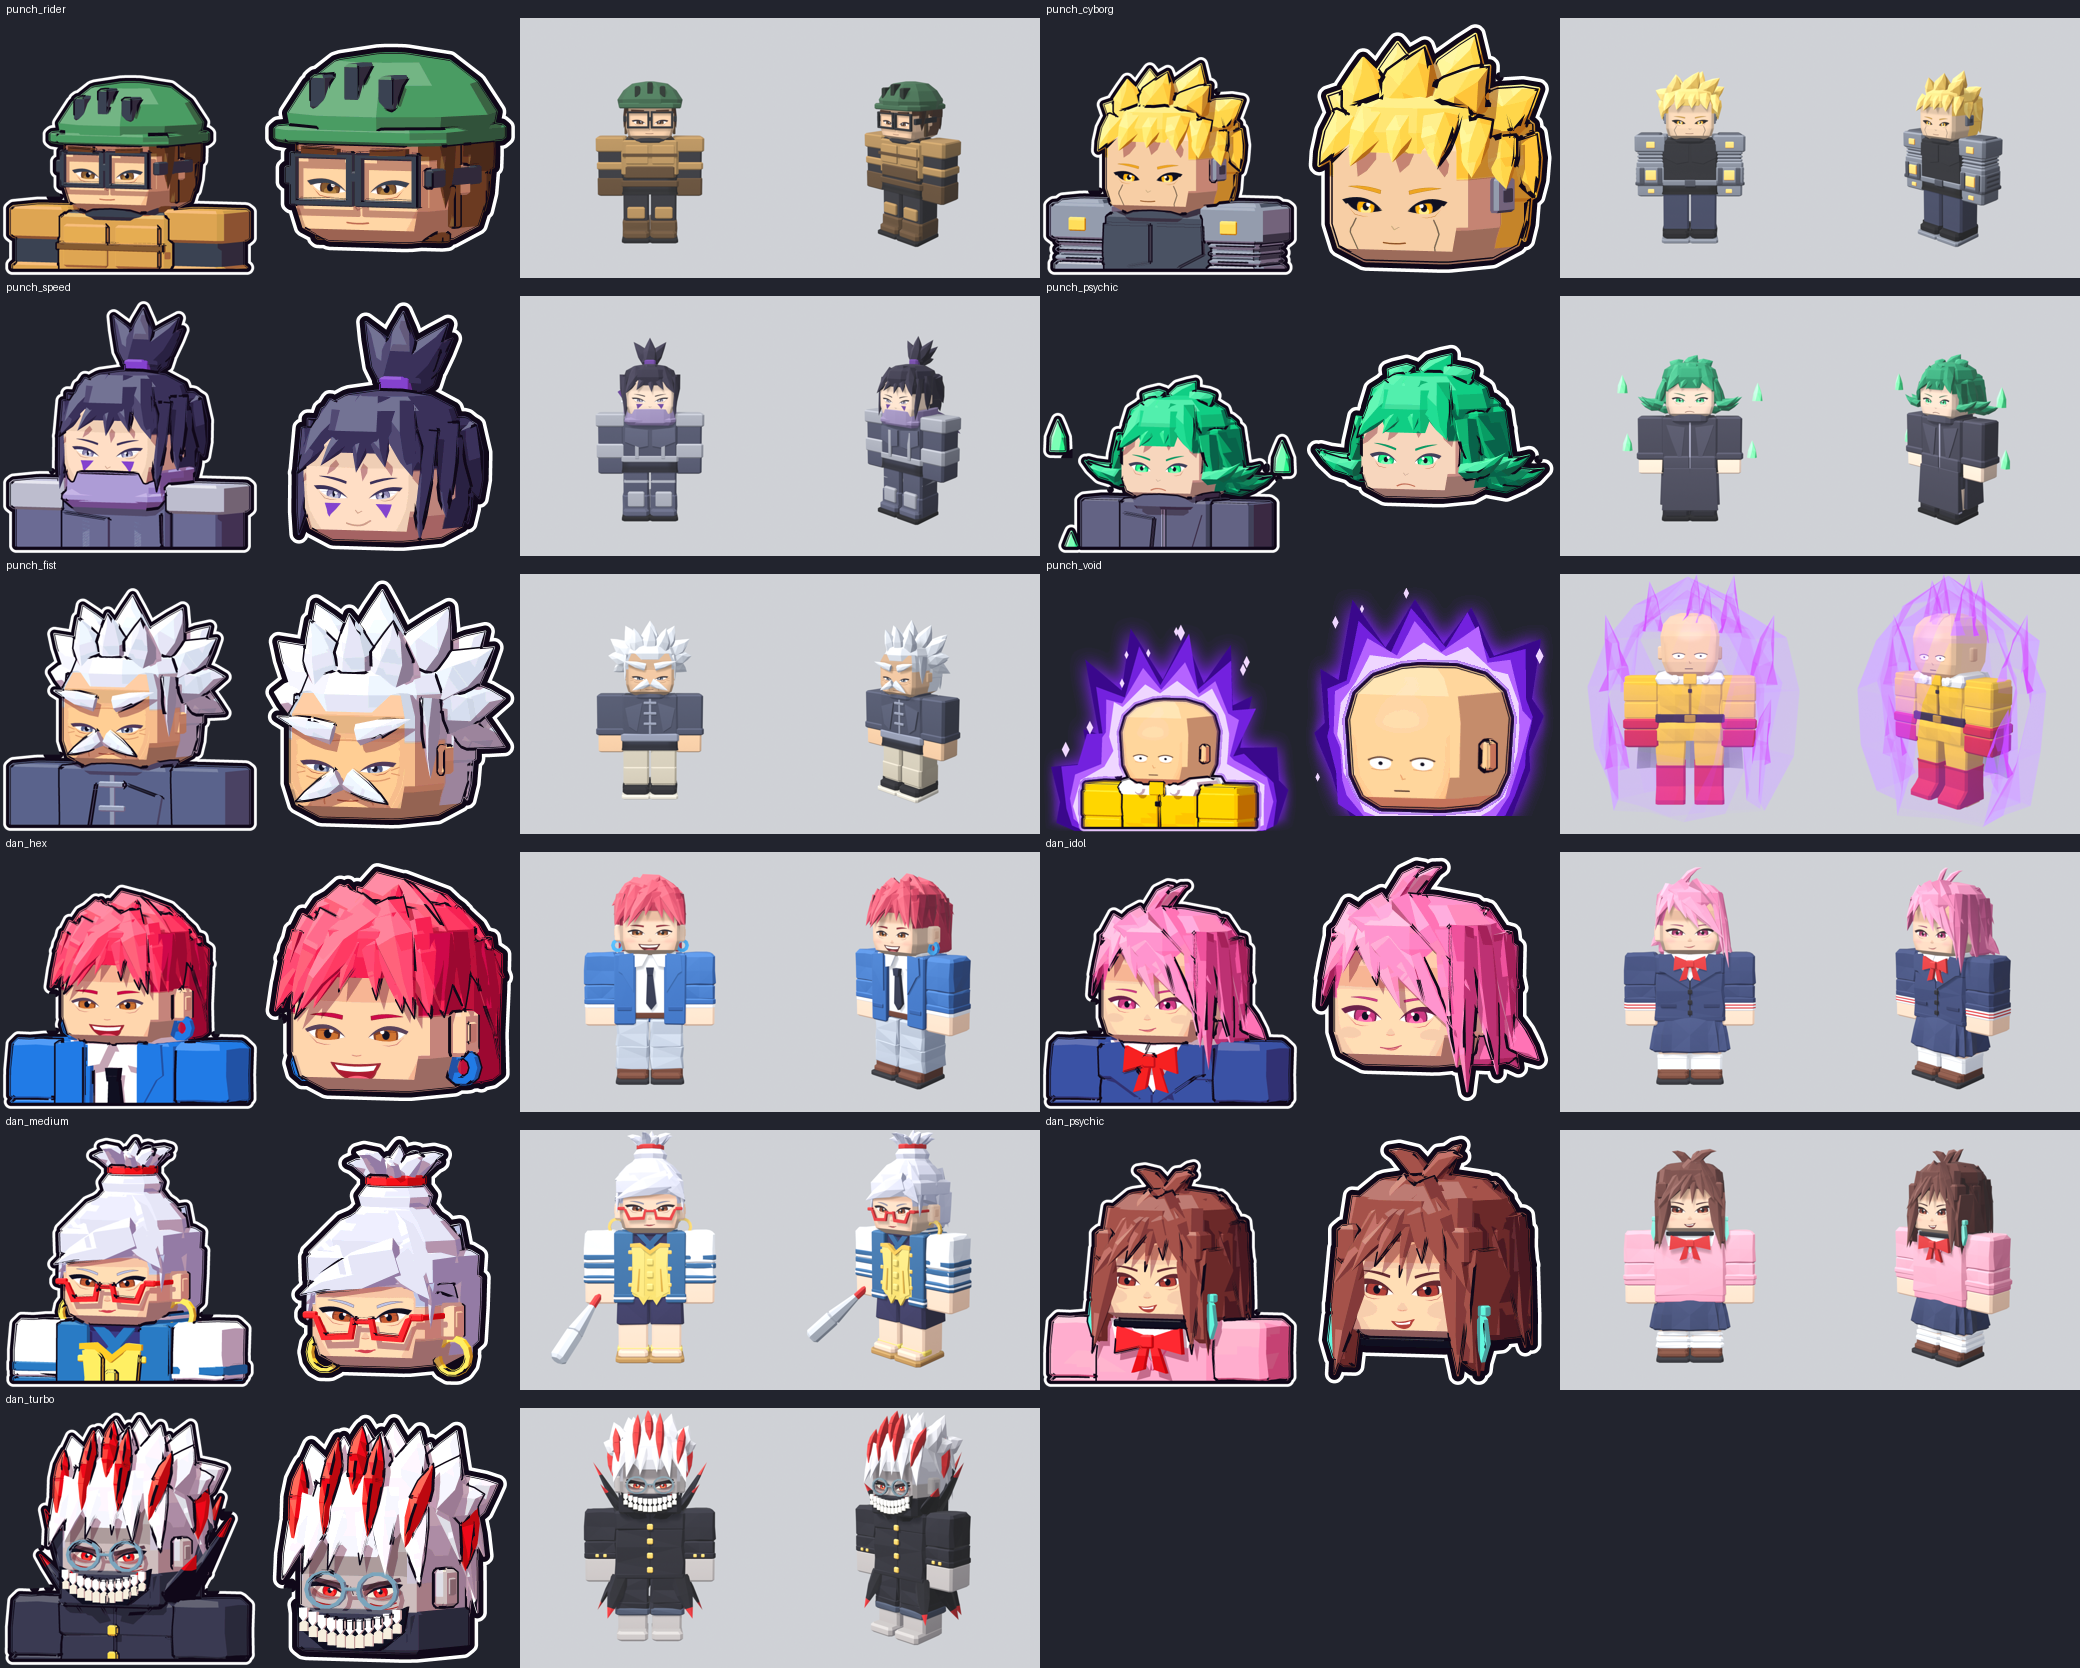 punch_rider
punch_cyborg
punch_speed
punch_psychic
punch_fist
punch_void
dan_hex
dan_idol
dan_medium
dan_psychic
dan_turbo